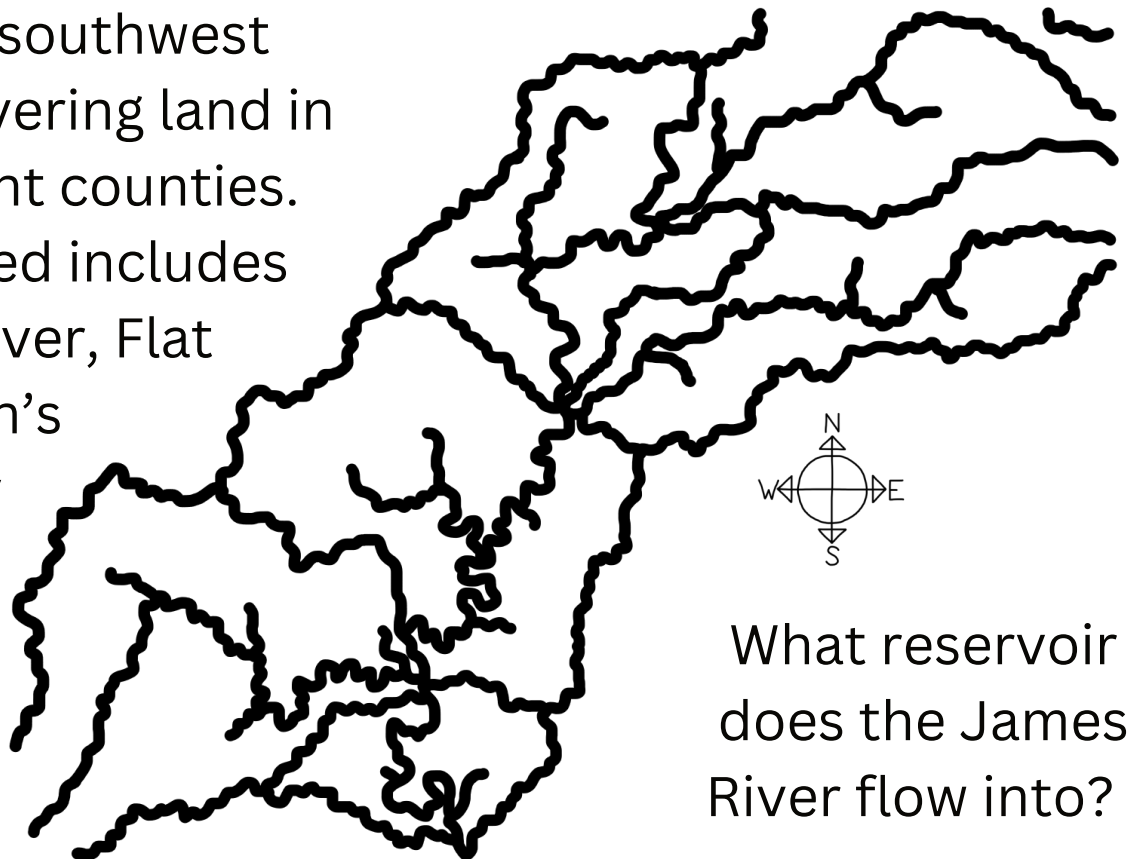 southwest
vering land in
nt counties.
ed includes
ver, Flat
n’s
N
W E
S
What reservoir
does the James
River flow into?